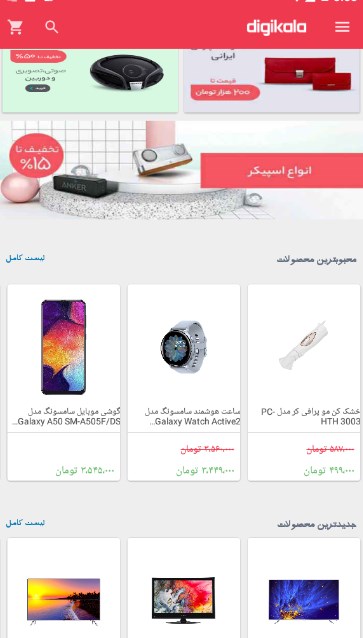 digikala
ایرانی
قیمت تا
۲۰۰ هزار تومان
تخفیف تا ۵۰%
صوتی،تصویری
و دوربین
تخفیف تا
%۱۵
انواع اسپیکر
ANKER
محبوبترین محصولات
لیست کامل
خشک کن مو پرافی کر مدل PC-
HTH 3003
۵۸۷,۰۰۰ تومان
۴۹۹,۰۰۰ تومان
ساعت هوشمند سامسونگ مدل
Galaxy Watch Active2...
۳,۵۶۰,۰۰۰ تومان
۳,۴۴۹,۰۰۰ تومان
گوشی موبایل سامسونگ مدل
Galaxy A50 SM-A505F/DS...
۳,۵۴۵,۰۰۰ تومان
جدیدترین محصولات
لیست کامل